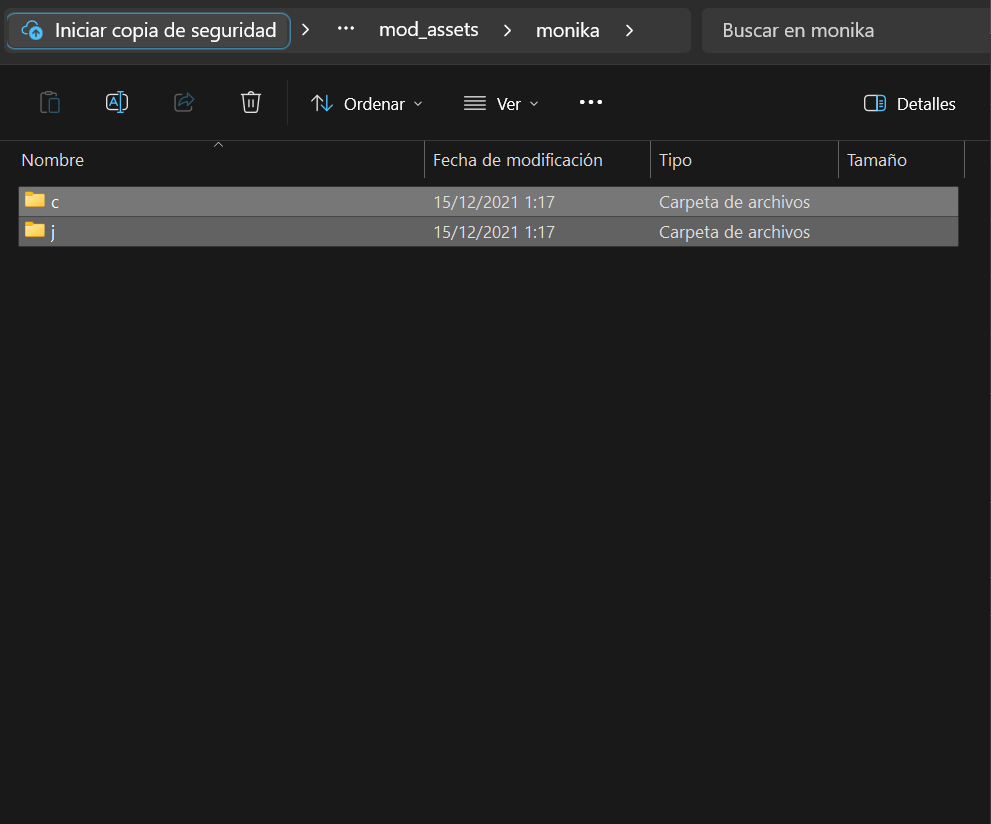 Iniciar copia de seguridad > ... mod_assets > monika > Buscar en monika
Ordenar Ver ... Detalles
Nombre Fecha de modificación Tipo Tamaño
c 15/12/2021 1:17 Carpeta de archivos
j 15/12/2021 1:17 Carpeta de archivos